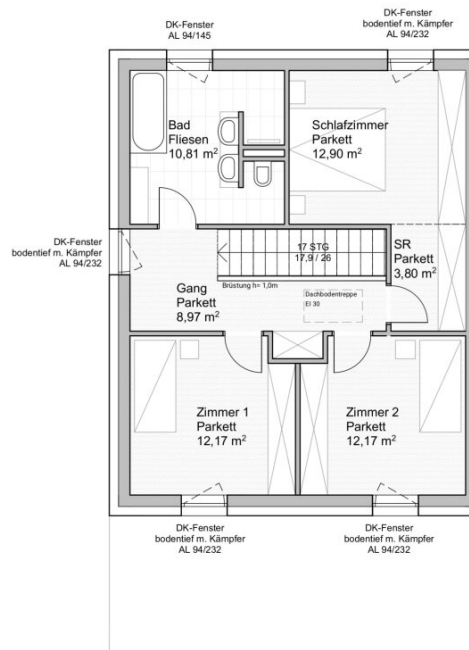 DK-Fenster
AL 94/145
DK-Fenster
bodentief m. Kämpfer
AL 94/232
Bad
Fliesen
10,81 m²
Schlafzimmer
Parkett
12,90 m²
DK-Fenster
bodentief m. Kämpfer
AL 94/232
17 STG
17,9 / 26
SR
Parkett
3,80 m²
Gang
Parkett
8,97 m²
Brüstung h= 1,0m
Dachbodentreppe
EI 30
Zimmer 1
Parkett
12,17 m²
Zimmer 2
Parkett
12,17 m²
DK-Fenster
bodentief m. Kämpfer
AL 94/232
DK-Fenster
bodentief m. Kämpfer
AL 94/232